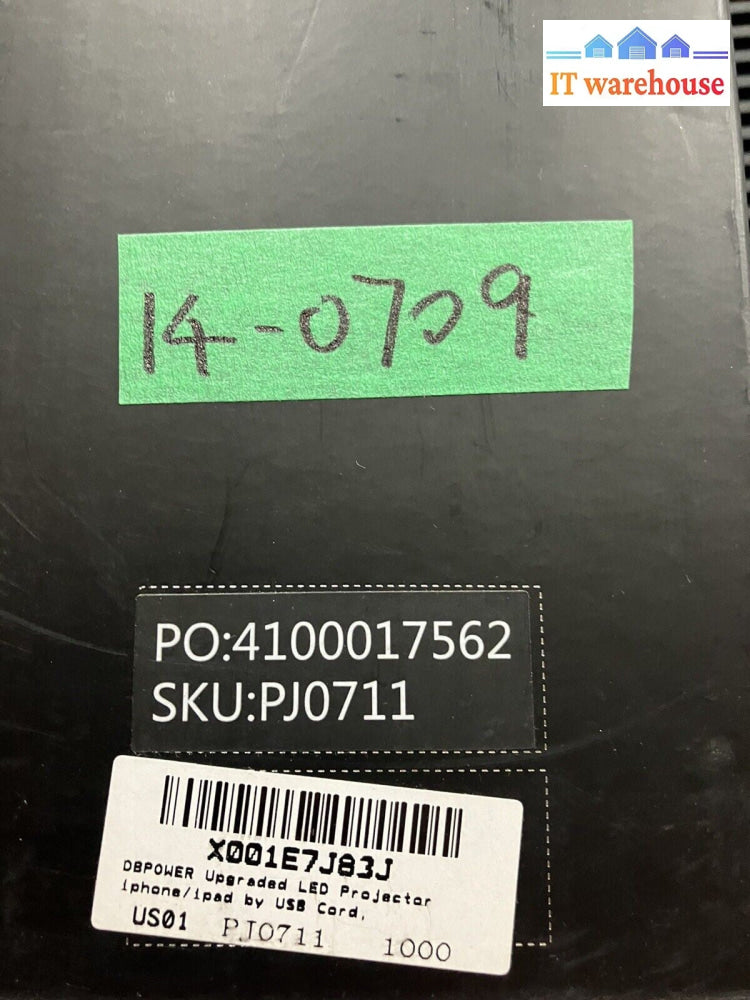 IT warehouse
14-0709
PO:4100017562
SKU:PJ0711
X001E7J83J
DBPOWER Upgraded LED Projector
iphone/ipad by USB Cord,
US01 PJ0711 1000